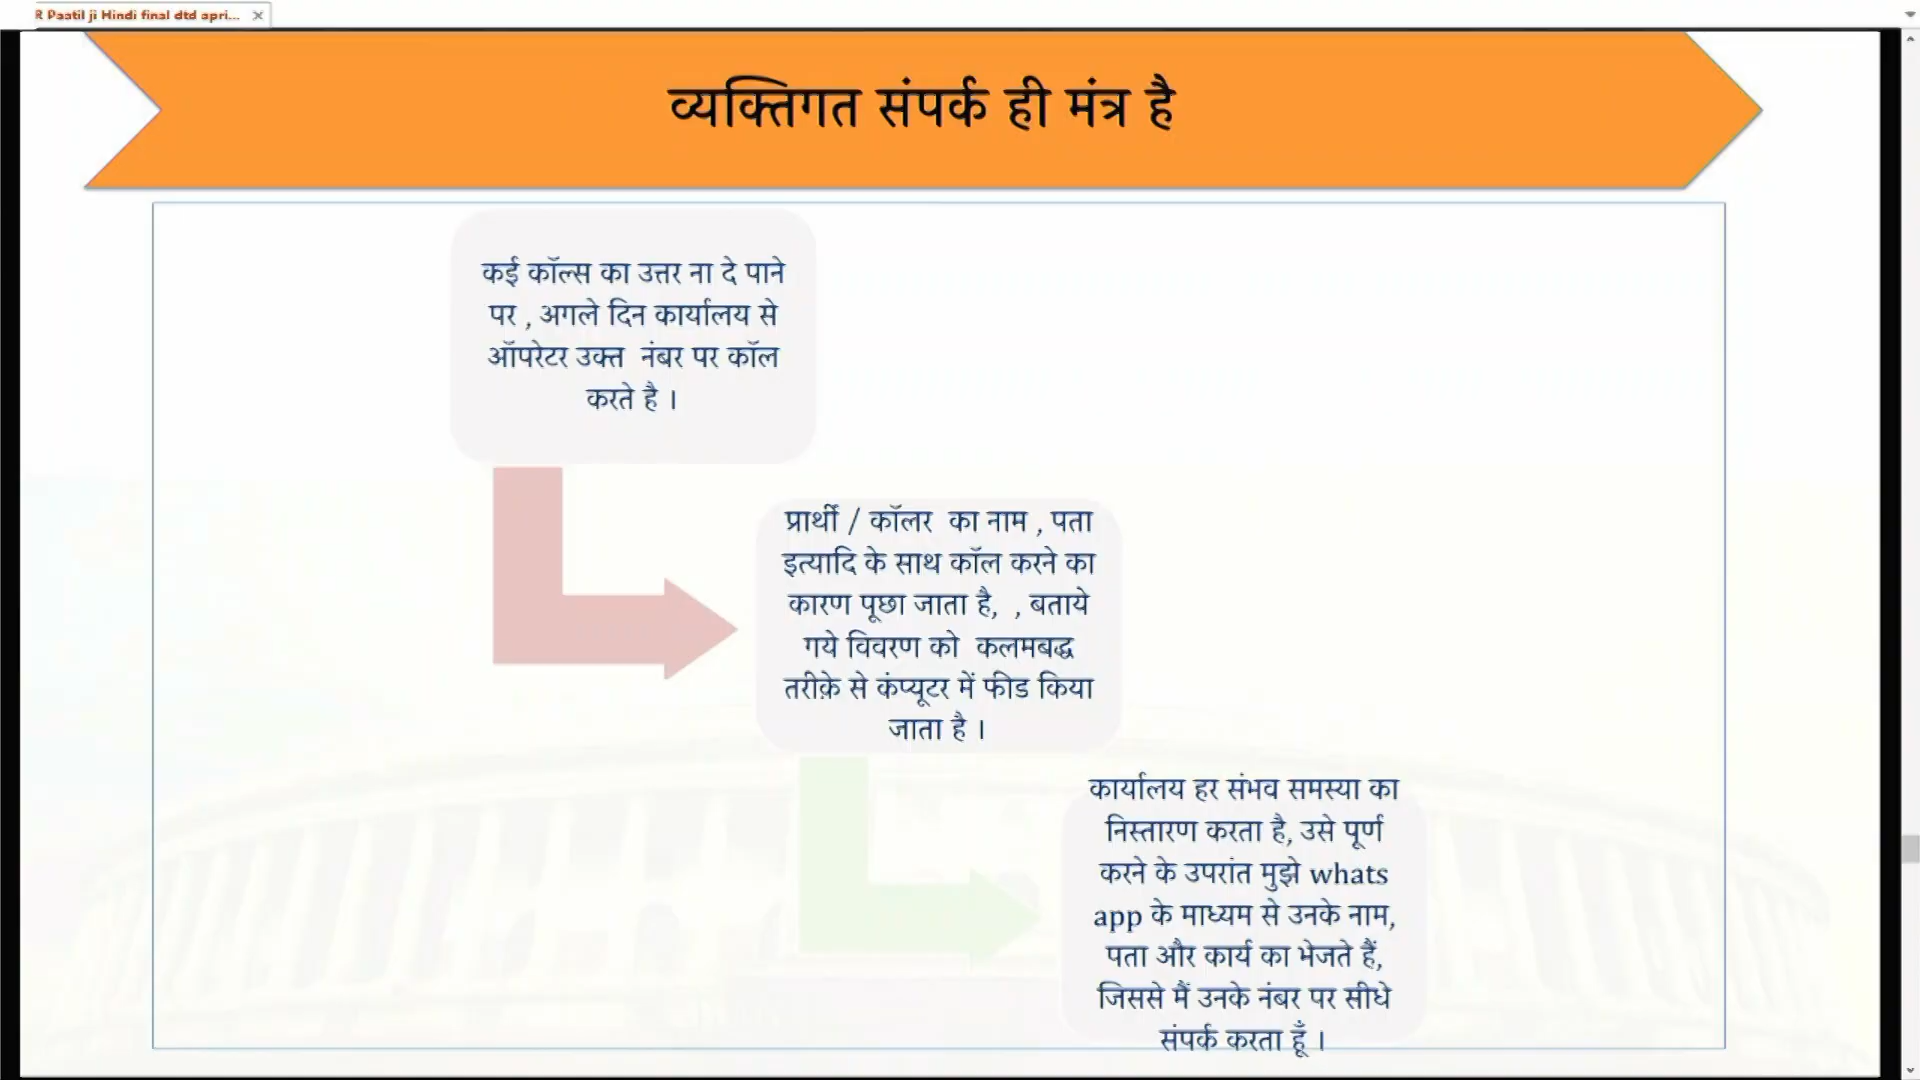 R Paatil ji Hindi final dtd apri...
व्यक्तिगत संपर्क ही मंत्र है
कई कॉल्स का उत्तर ना दे पाने
पर , अगले दिन कार्यालय से
ऑपरेटर उक्त नंबर पर कॉल
करते है ।
प्रार्थी / कॉलर का नाम , पता
इत्यादि के साथ कॉल करने का
कारण पूछा जाता है, , बताये
गये विवरण को कलमबद्ध
तरीक़े से कंप्यूटर में फीड किया
जाता है ।
कार्यालय हर संभव समस्या का
निस्तारण करता है, उसे पूर्ण
करने के उपरांत मुझे whats
app के माध्यम से उनके नाम,
पता और कार्य का भेजते हैं,
जिससे मैं उनके नंबर पर सीधे
संपर्क करता हूँ ।